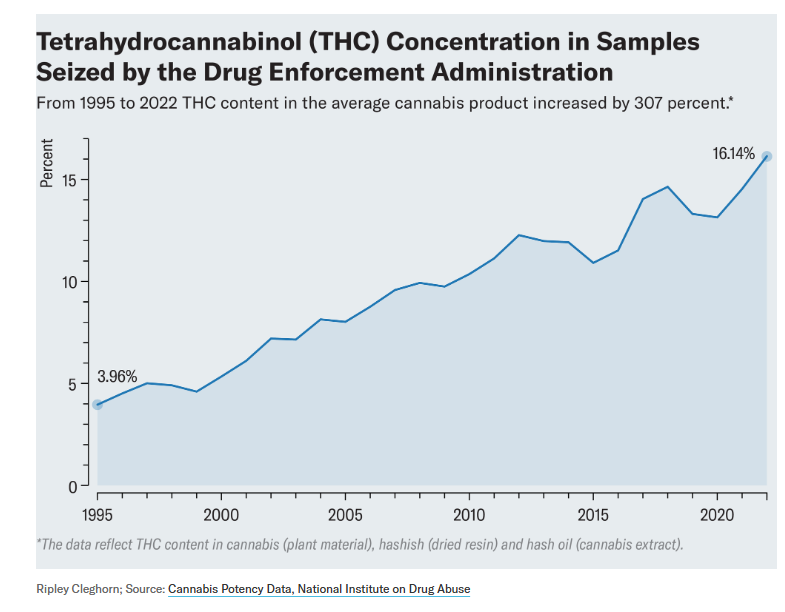 Tetrahydrocannabinol (THC) Concentration in Samples
Seized by the Drug Enforcement Administration
From 1995 to 2022 THC content in the average cannabis product increased by 307 percent.*
Percent
15
10
5
0
3.96%
16.14%
1995 2000 2005 2010 2015 2020
*The data reflect THC content in cannabis (plant material), hashish (dried resin) and hash oil (cannabis extract).
Ripley Cleghorn; Source: Cannabis Potency Data, National Institute on Drug Abuse